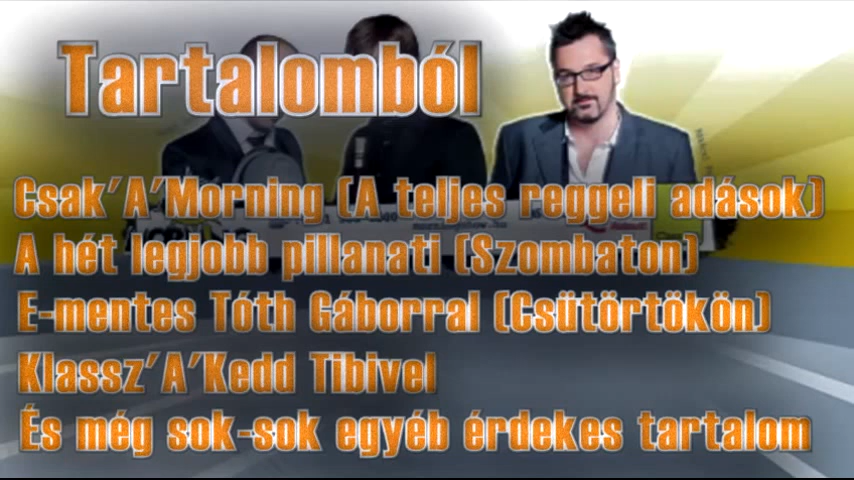 Tartalomból
Csak'A'Morning (A teljes reggeli adások)
A hét legjobb pillanati (Szombaton)
E-mentes Tóth Gáborral (Csütörtökön)
Klassz'A'Kedd Tibivel
És még sok-sok egyéb érdekes tartalom